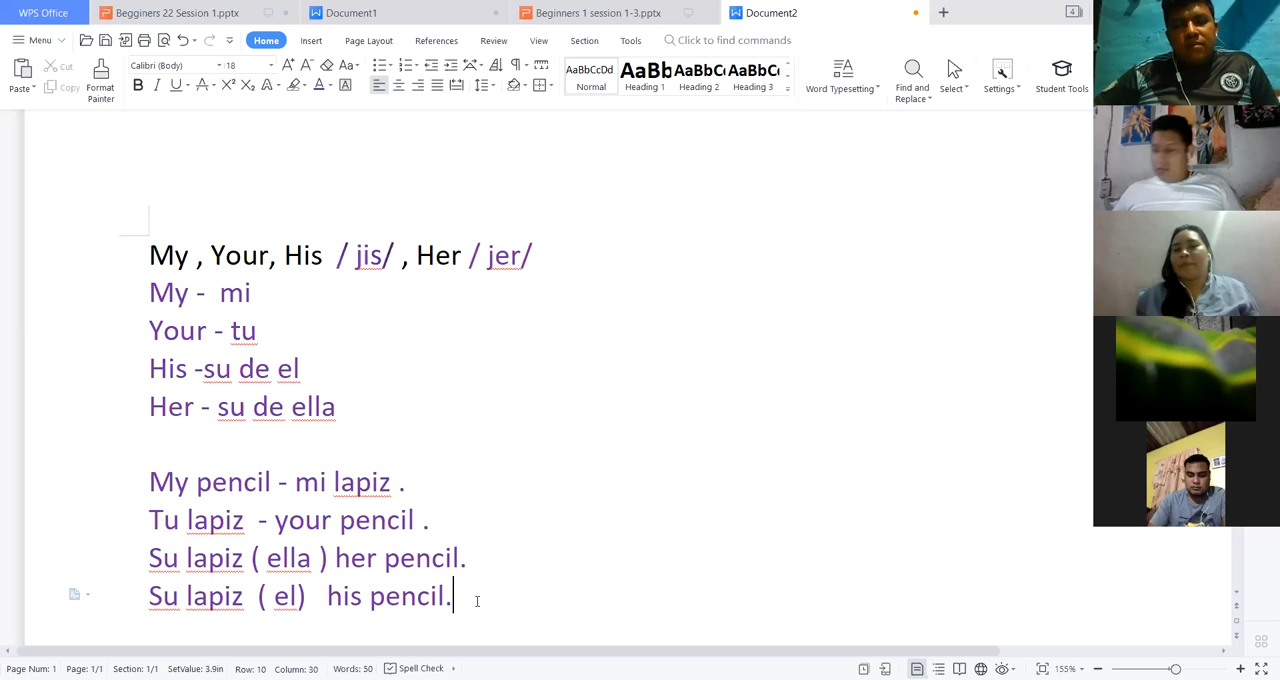 WPS Office Begginers 22 Session 1.pptx Document1 Beginners 1 session 1-3.pptx Document2
Menu Home Insert Page Layout References Review View Section Tools Click to find commands
Paste Cut Copy Format Painter Calibri (Body) 18 AaBbCcDd Normal AaBb Heading 1 AaBbC Heading 2 AaBbC Heading 3 Word Typesetting Find and Replace Select Settings Student Tools
My , Your, His / jis/ , Her / jer/
My - mi
Your - tu
His -su de el
Her - su de ella
My pencil - mi lapiz .
Tu lapiz - your pencil .
Su lapiz ( ella ) her pencil.
Su lapiz ( el) his pencil.
Page Num: 1 Page: 1/1 Section: 1/1 SetValue: 3.9in Row: 10 Column: 30 Words: 50 Spell Check 155%